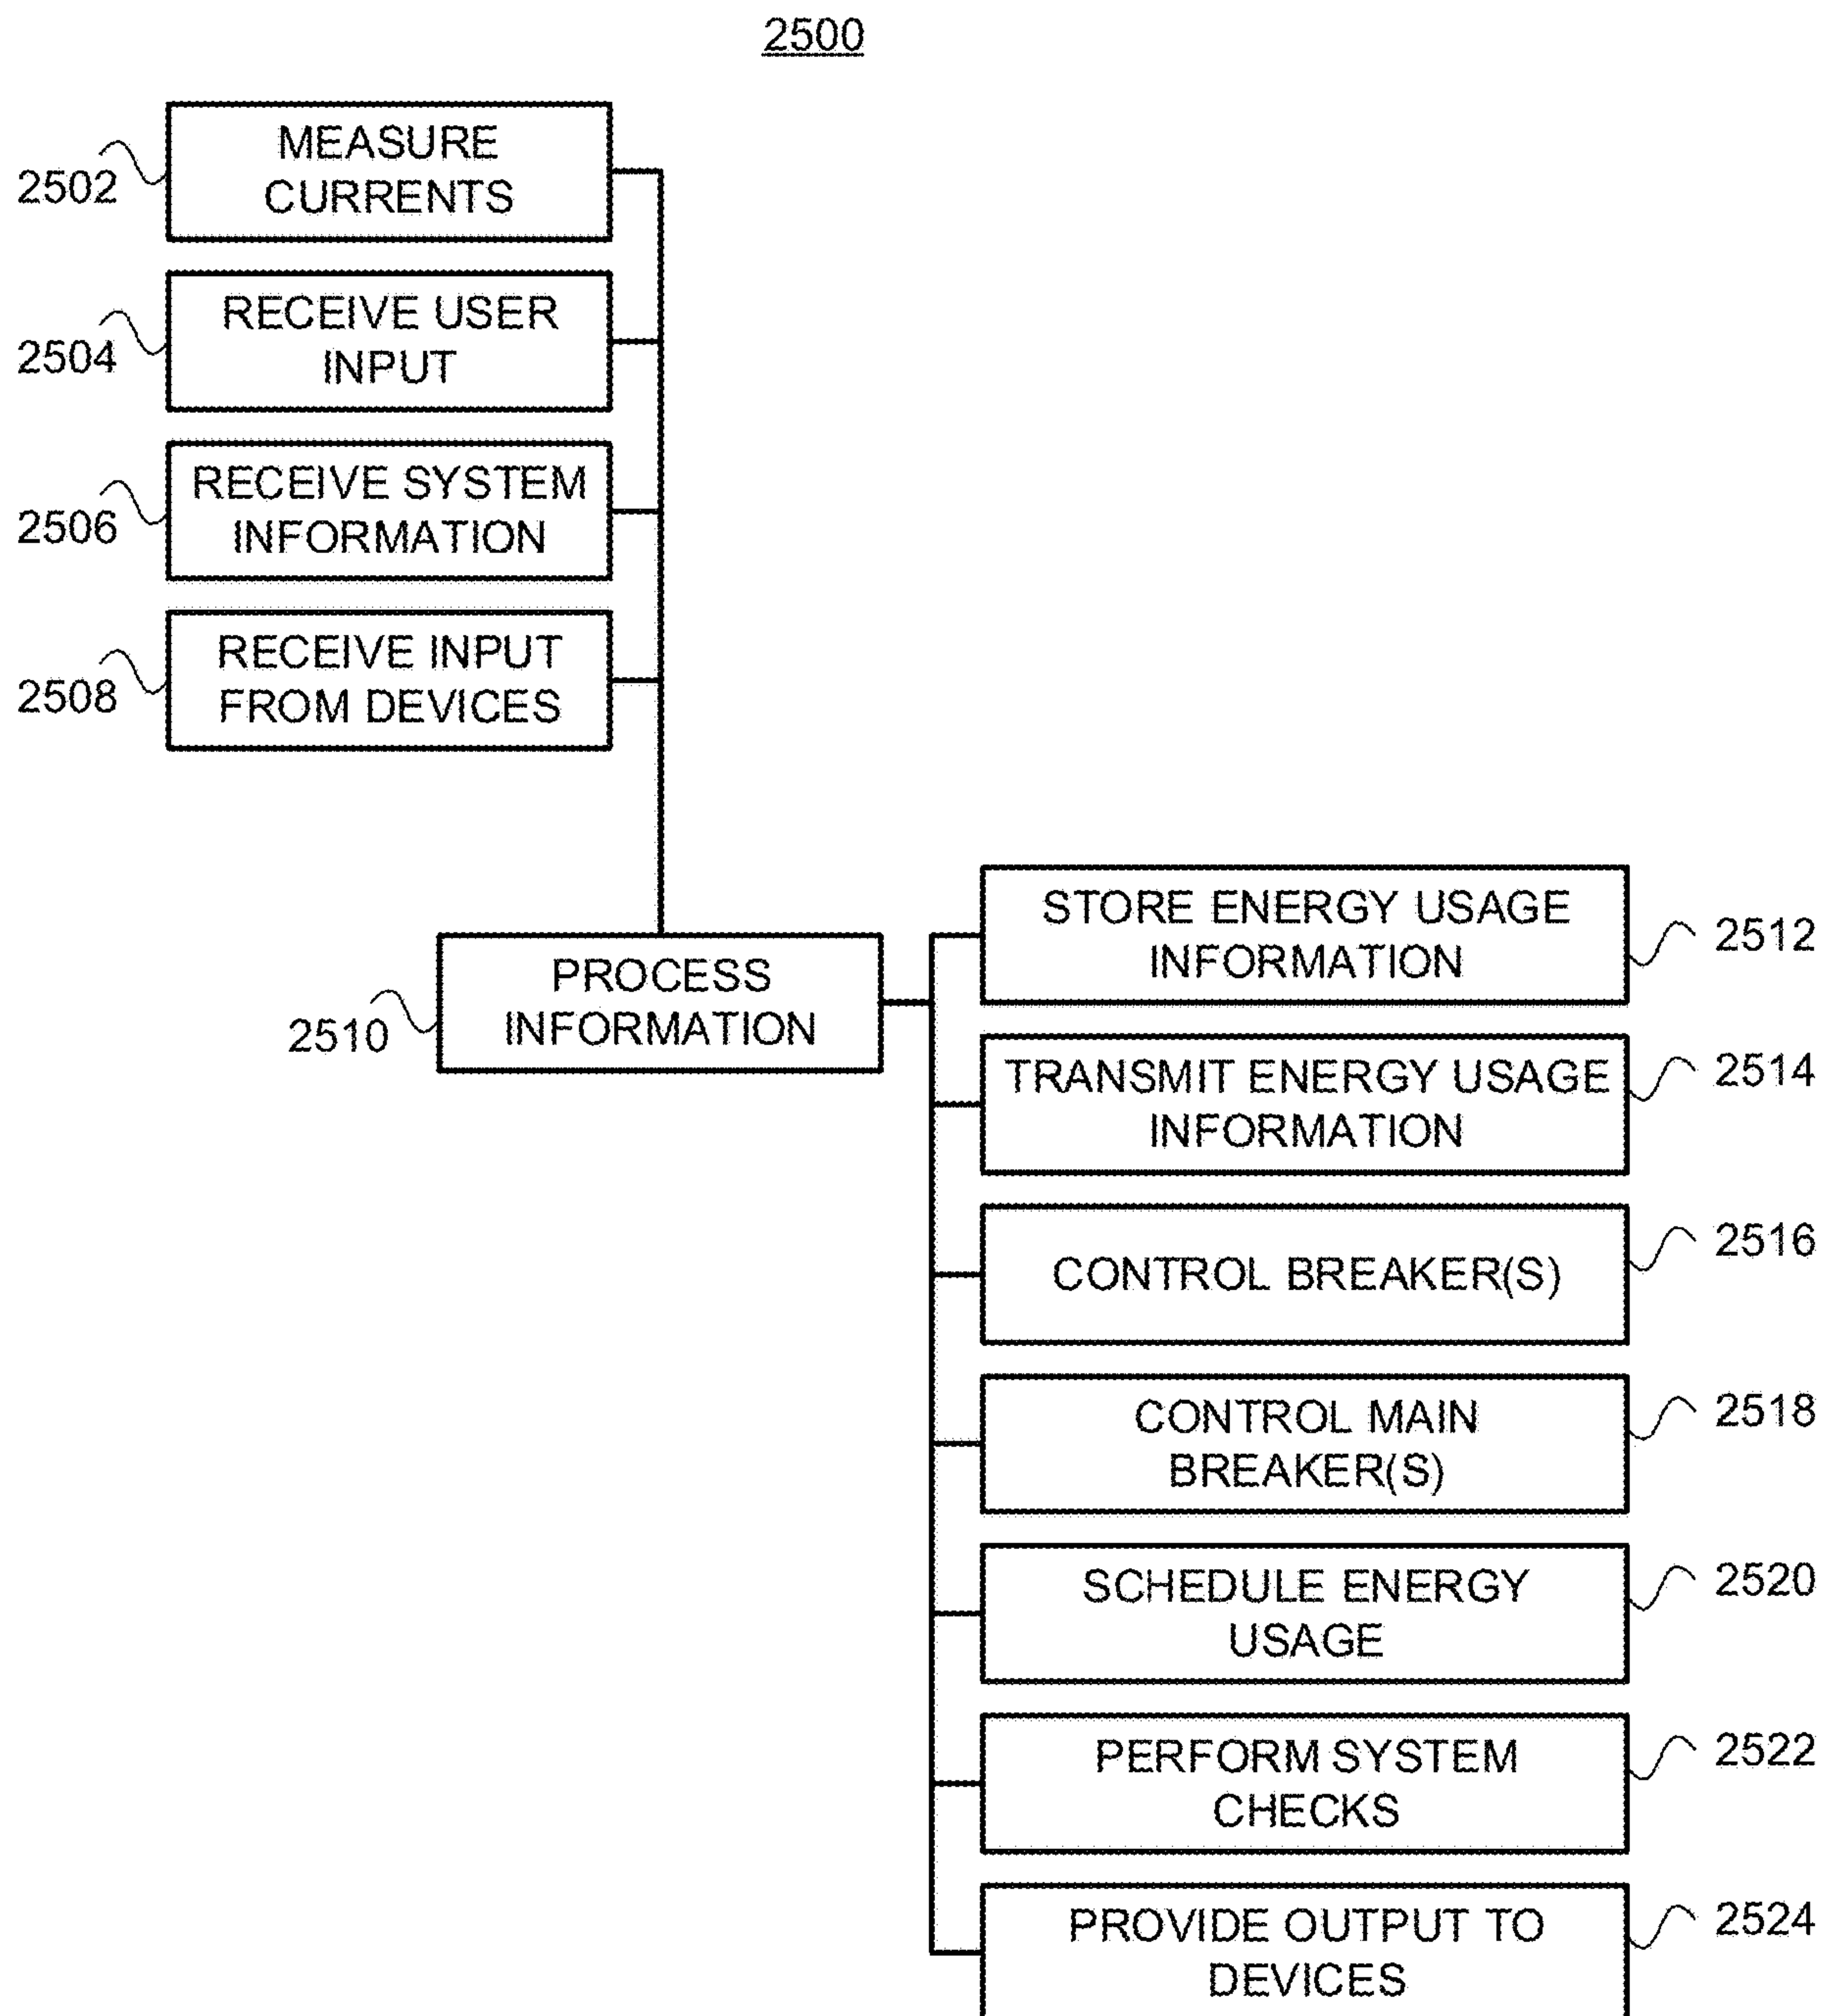 2500
MEASURE
CURRENTS
2502
RECEIVE USER
INPUT
2504
RECEIVE SYSTEM
INFORMATION
2506
RECEIVE INPUT
FROM DEVICES
2508
PROCESS
INFORMATION
2510
STORE ENERGY USAGE
INFORMATION
2512
TRANSMIT ENERGY USAGE
INFORMATION
2514
CONTROL BREAKER(S)
2516
CONTROL MAIN
BREAKER(S)
2518
SCHEDULE ENERGY
USAGE
2520
PERFORM SYSTEM
CHECKS
2522
PROVIDE OUTPUT TO
DEVICES
2524